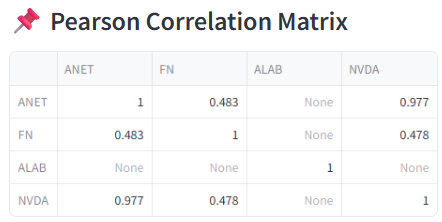 Pearson Correlation Matrix
ANET FN ALAB NVDA
ANET 1 0.483 None 0.977
FN 0.483 1 None 0.478
ALAB None None 1 None
NVDA 0.977 0.478 None 1